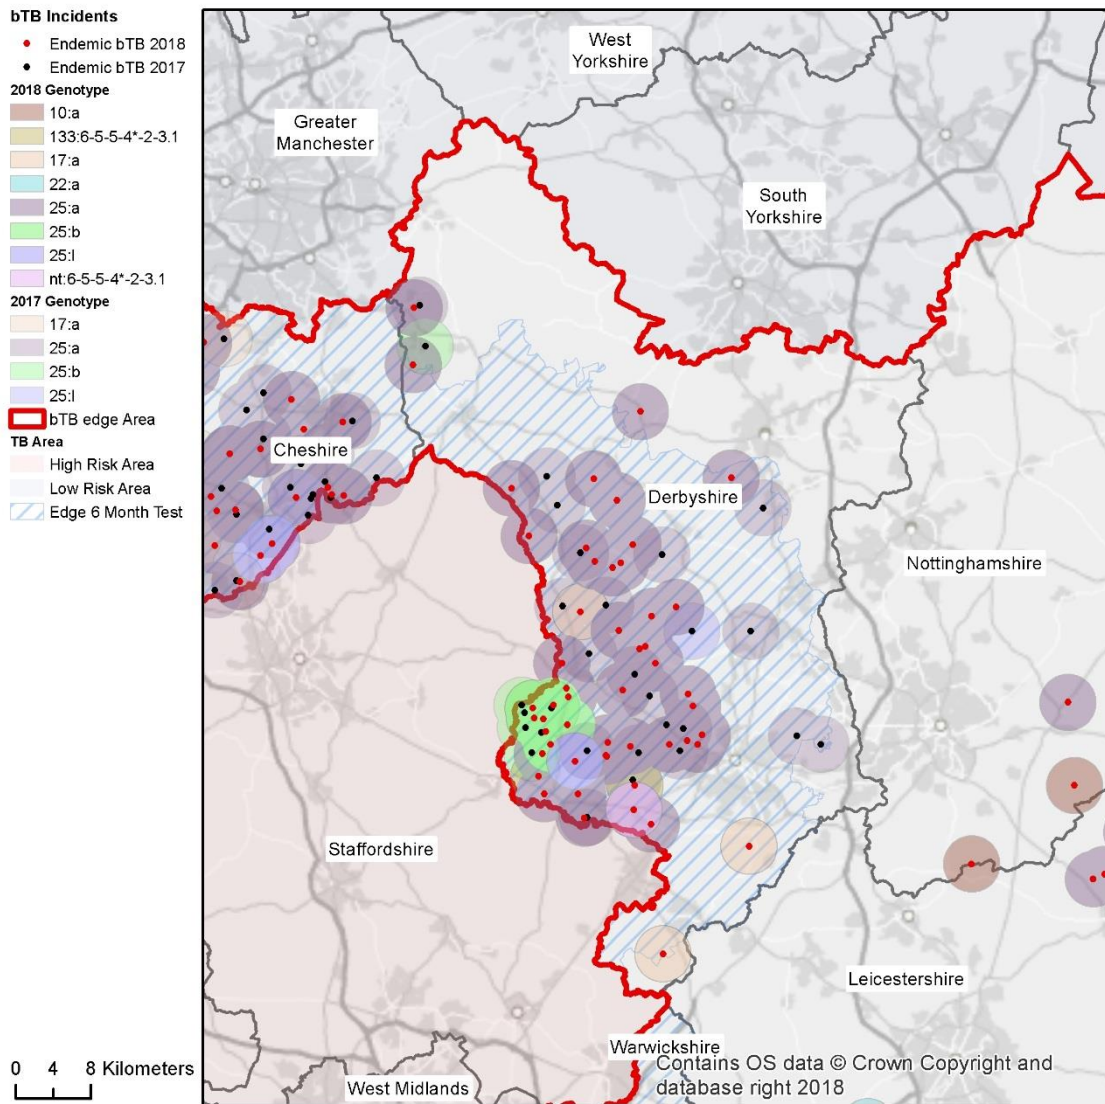 bTB Incidents
Endemic bTB 2018
Endemic bTB 2017
2018 Genotype
10:a
133:6-5-5-4*-2-3.1
17:a
22:a
25:a
25:b
25:l
nt:6-5-5-4*-2-3.1
2017 Genotype
17:a
25:a
25:b
25:l
bTB edge Area
TB Area
High Risk Area
Low Risk Area
Edge 6 Month Test
0 4 8 Kilometers
West
Yorkshire
Greater
Manchester
South
Yorkshire
Cheshire
Derbyshire
Nottinghamshire
Staffordshire
Leicestershire
Warwickshire
West Midlands
Contains OS data © Crown Copyright and
database right 2018